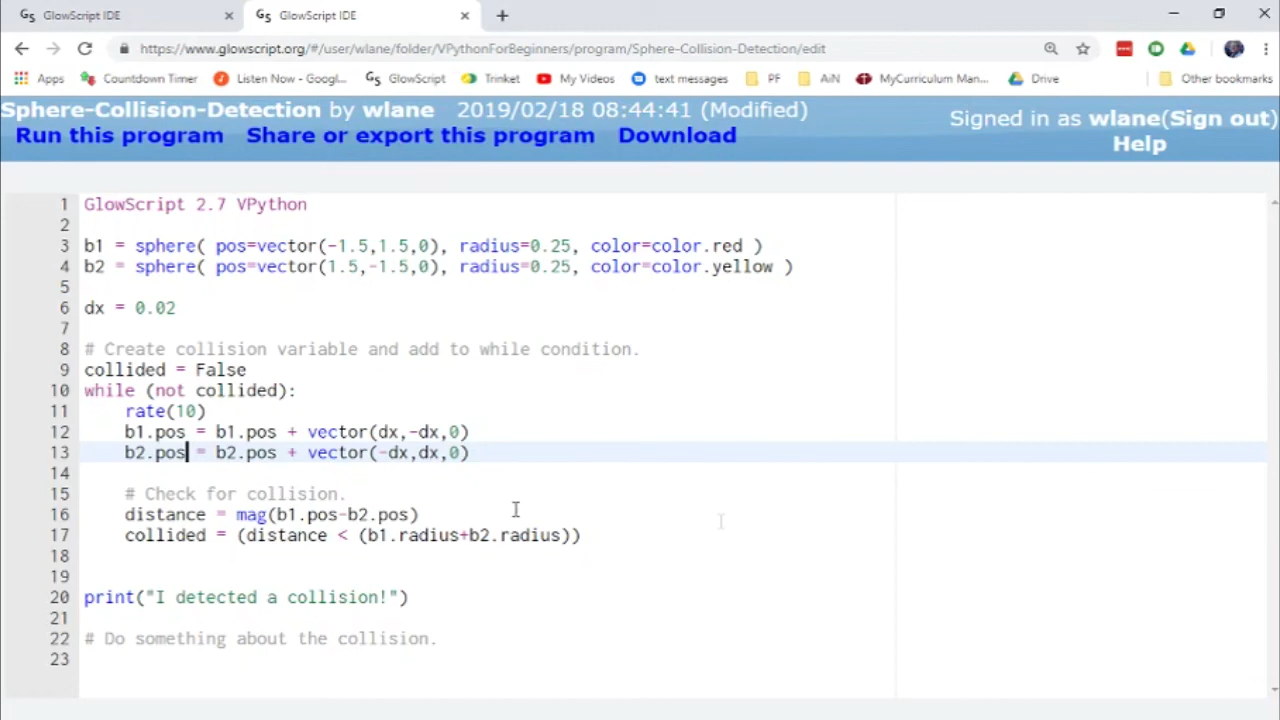 GlowScript IDE
GlowScript IDE
https://www.glowscript.org/#/user/wlane/folder/VPythonForBeginners/program/Sphere-Collision-Detection/edit
Apps Countdown Timer Listen Now - Googl... GlowScript Trinket My Videos text messages PF AiN MyCurriculum Man... Drive Other bookmarks
Sphere-Collision-Detection by wlane 2019/02/18 08:44:41 (Modified)
Signed in as wlane(Sign out)
Run this program Share or export this program Download
Help
1 GlowScript 2.7 VPython
2
3 b1 = sphere( pos=vector(-1.5,1.5,0), radius=0.25, color=color.red )
4 b2 = sphere( pos=vector(1.5,-1.5,0), radius=0.25, color=color.yellow )
5
6 dx = 0.02
7
8 # Create collision variable and add to while condition.
9 collided = False
10 while (not collided):
11     rate(10)
12     b1.pos = b1.pos + vector(dx,-dx,0)
13     b2.pos = b2.pos + vector(-dx,dx,0)
14
15     # Check for collision.
16     distance = mag(b1.pos-b2.pos)
17     collided = (distance < (b1.radius+b2.radius))
18
19
20 print("I detected a collision!")
21
22 # Do something about the collision.
23